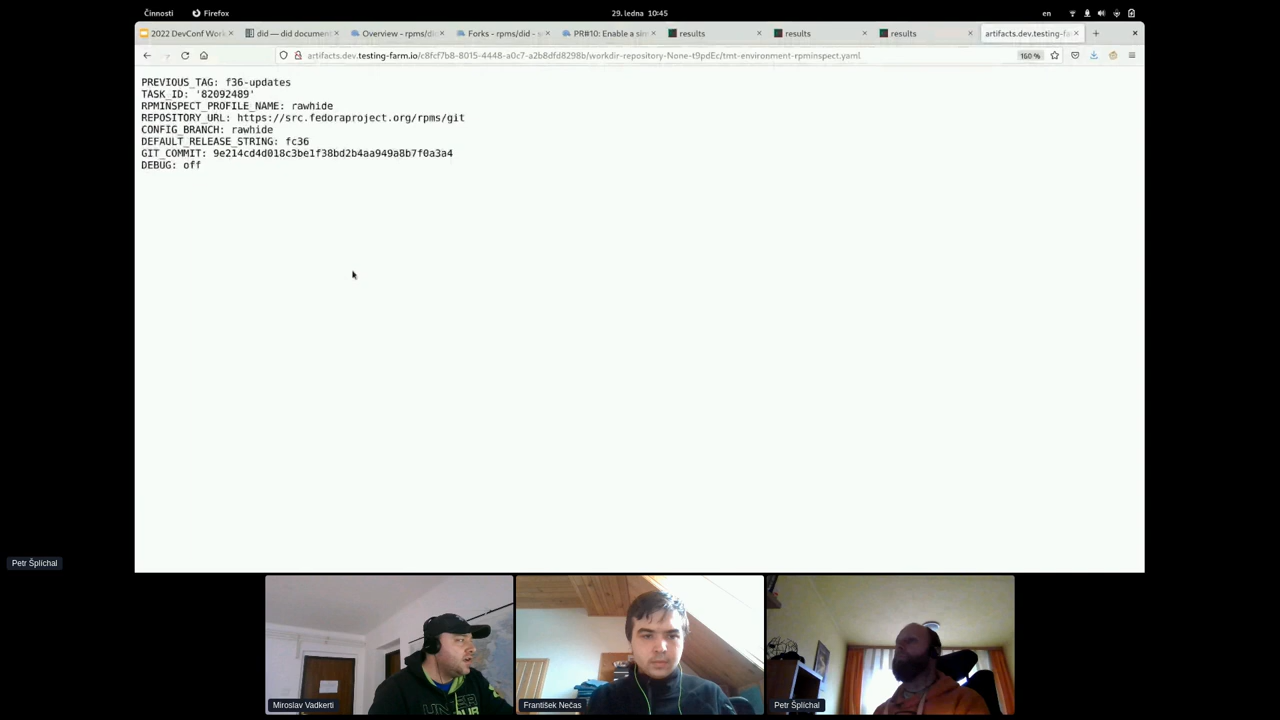 Činnosti
Firefox
29. ledna 10:45
en
2022 DevConf Wor
did — did document
Overview - rpms/di
Forks - rpms/did - s
PR#10: Enable a si
results
results
results
artifacts.dev.testing-fa
artifacts.dev.testing-farm.io/c8fcf7b8-8015-4448-a0c7-a2b8dfd8298b/workdir-repository-None-t9pdEc/tmt-environment-rpminspect.yaml
160 %
PREVIOUS_TAG: f36-updates
TASK_ID: '82092489'
RPMINSPECT_PROFILE_NAME: rawhide
REPOSITORY_URL: https://src.fedoraproject.org/rpms/git
CONFIG_BRANCH: rawhide
DEFAULT_RELEASE_STRING: fc36
GIT_COMMIT: 9e214cd4d018c3be1f38bd2b4aa949a8b7f0a3a4
DEBUG: off
Petr Šplíchal
Miroslav Vadkerti
František Nečas
Petr Šplíchal